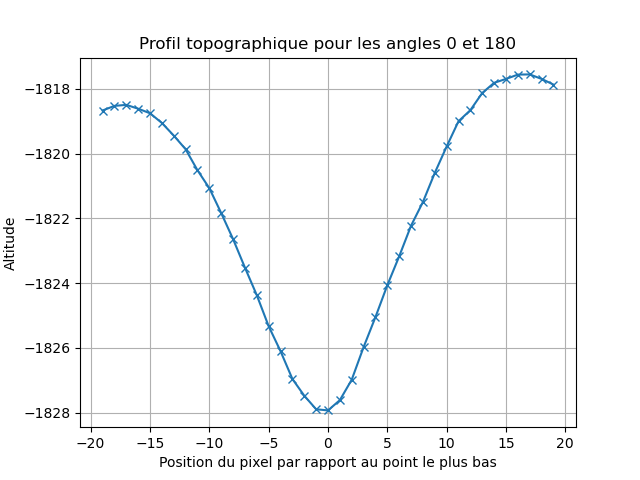 Profil topographique pour les angles 0 et 180
Altitude
−1818
−1820
−1822
−1824
−1826
−1828
−20 −15 −10 −5 0 5 10 15 20
Position du pixel par rapport au point le plus bas